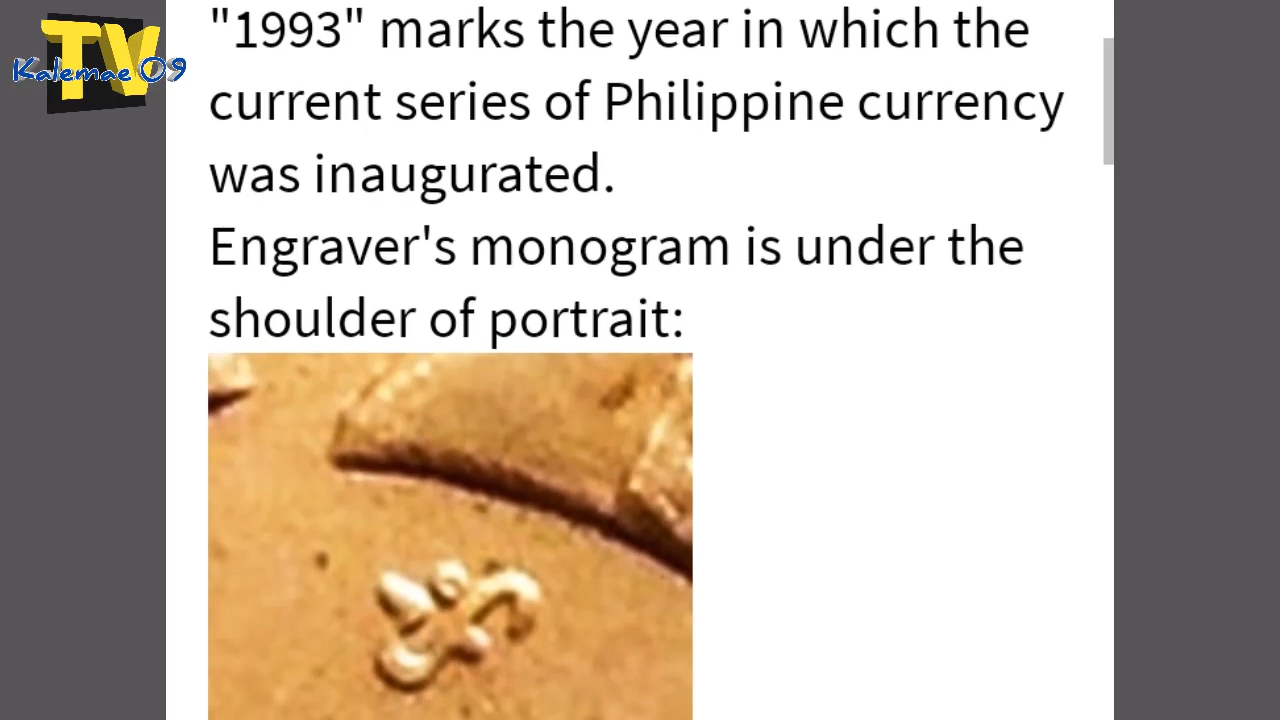 TV
Kalemae 09
"1993" marks the year in which the
current series of Philippine currency
was inaugurated.
Engraver's monogram is under the
shoulder of portrait: